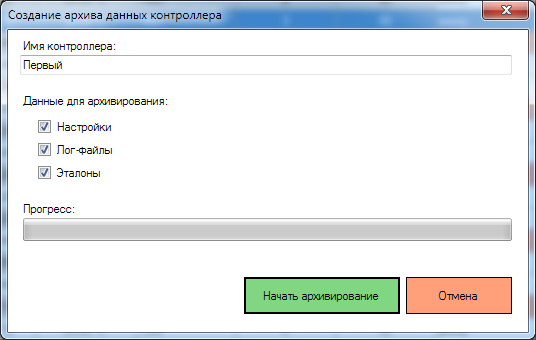 Создание архива данных контроллера
Имя контроллера:
Первый
Данные для архивирования:
Настройки
Лог-файлы
Эталоны
Прогресс:
Начать архивирование
Отмена